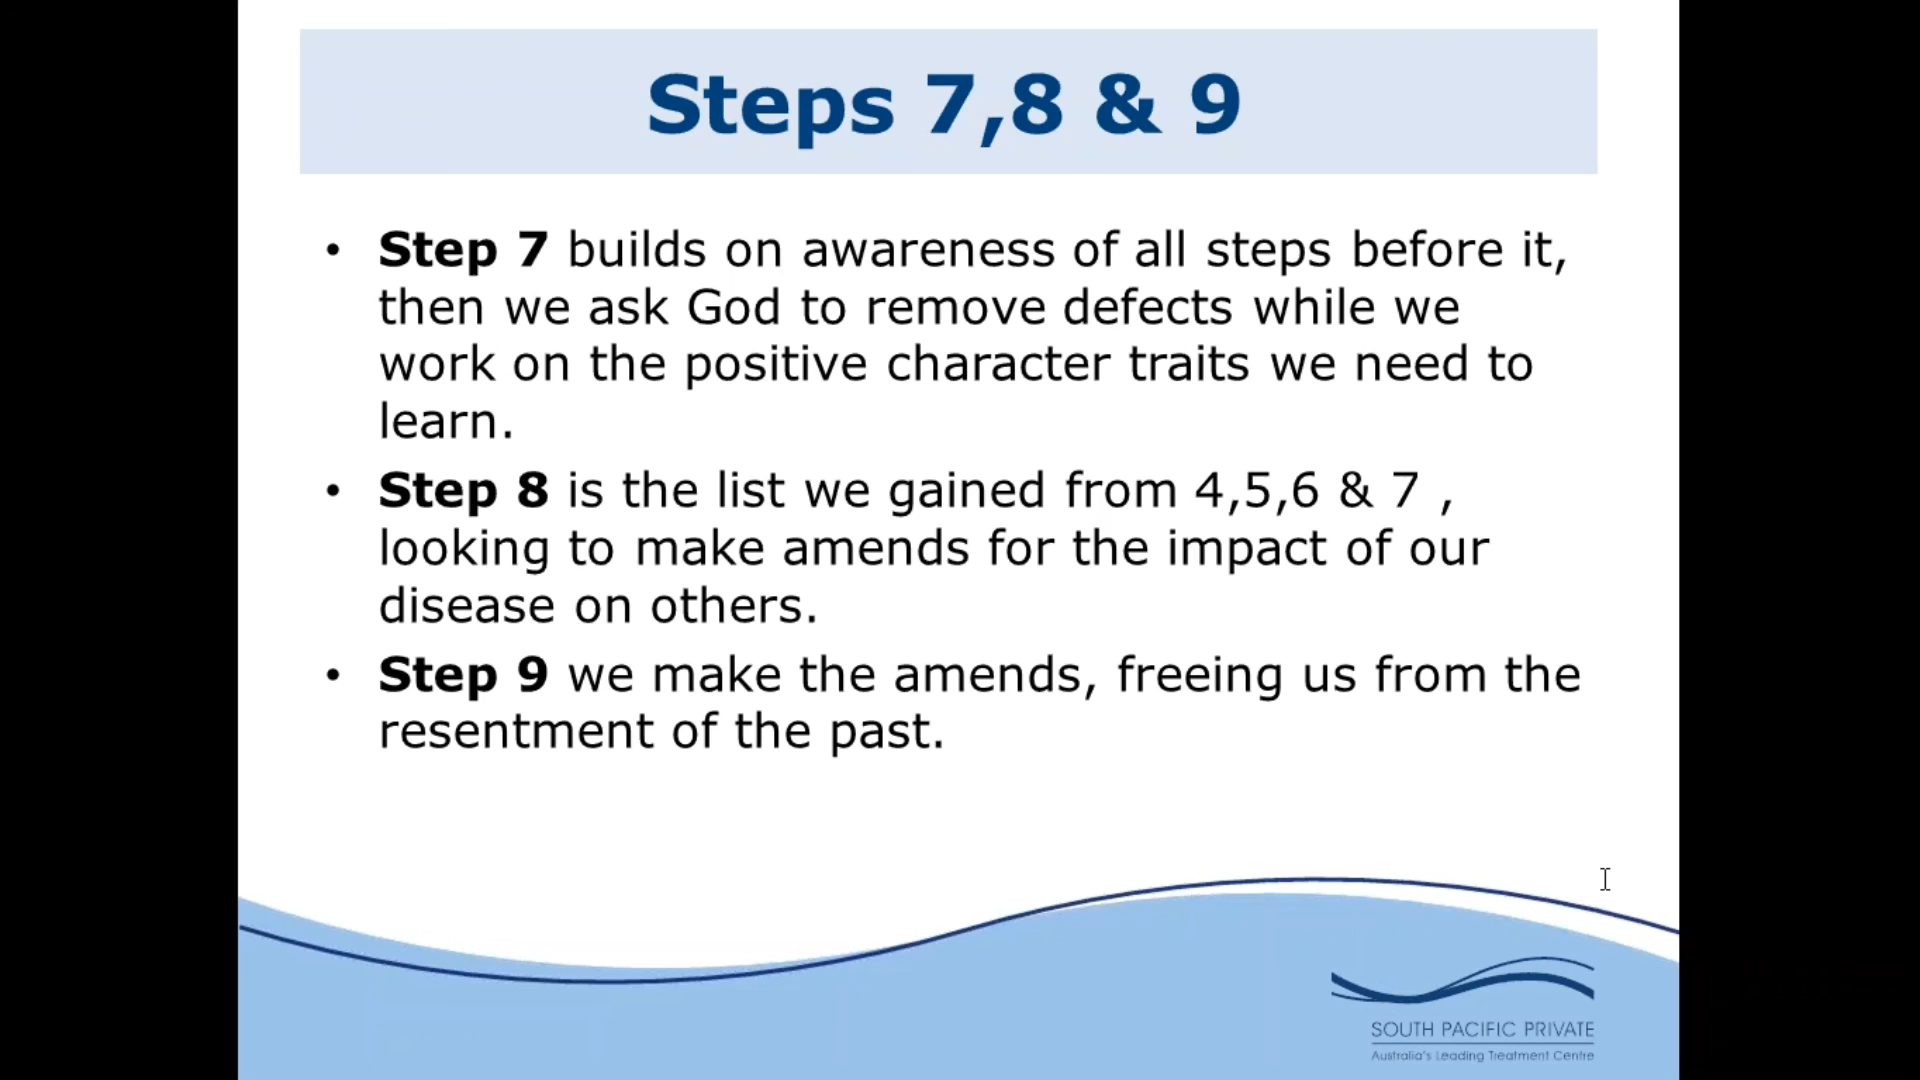 Steps 7,8 & 9
• Step 7 builds on awareness of all steps before it,
then we ask God to remove defects while we
work on the positive character traits we need to
learn.
• Step 8 is the list we gained from 4,5,6 & 7 ,
looking to make amends for the impact of our
disease on others.
• Step 9 we make the amends, freeing us from the
resentment of the past.
SOUTH PACIFIC PRIVATE
Australia's Leading Treatment Centre